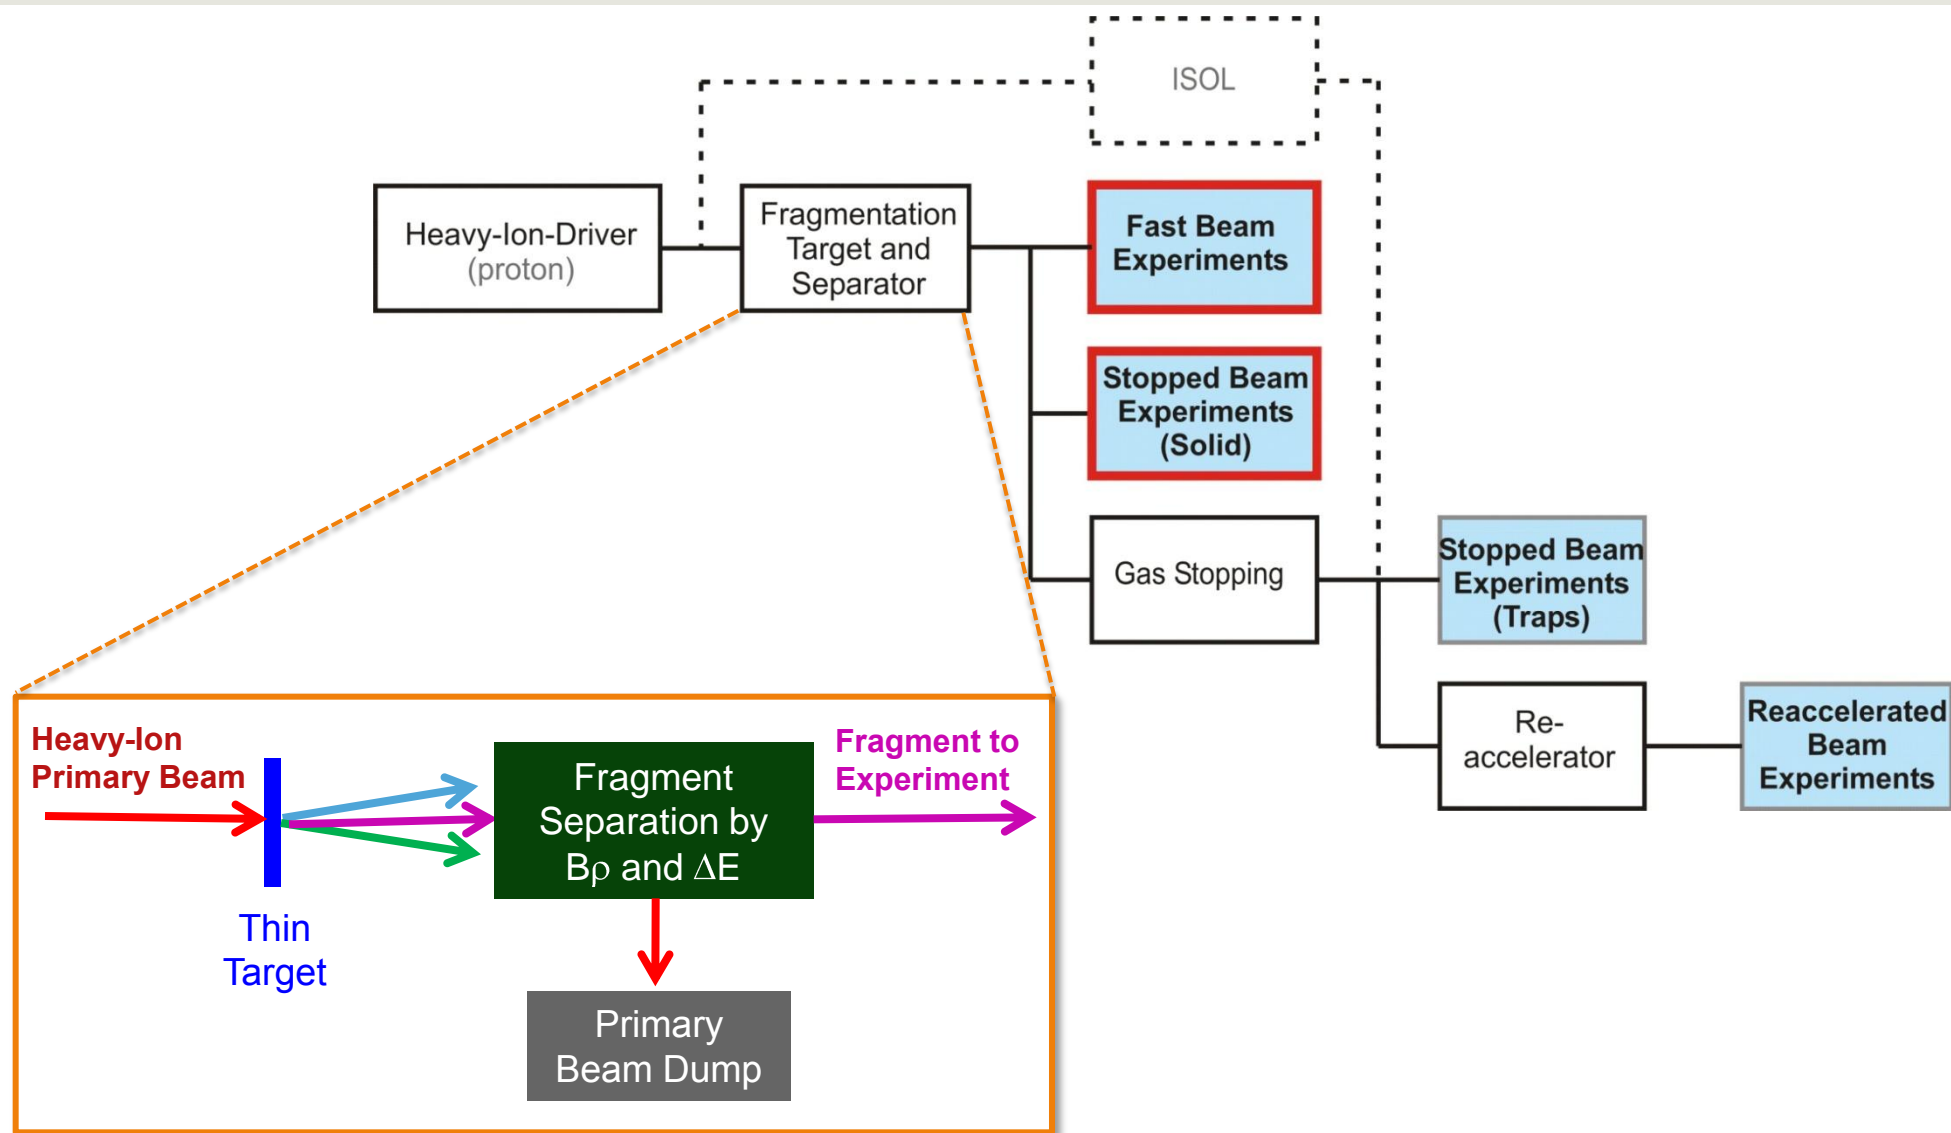 ISOL
Heavy-Ion-Driver
(proton)
Fragmentation
Target and
Separator
Fast Beam
Experiments
Stopped Beam
Experiments
(Solid)
Gas Stopping
Stopped Beam
Experiments
(Traps)
Re-
accelerator
Reaccelerated
Beam
Experiments
Heavy-Ion
Primary Beam
Thin
Target
Fragment
Separation by
Bρ and ΔE
Fragment to
Experiment
Primary
Beam Dump